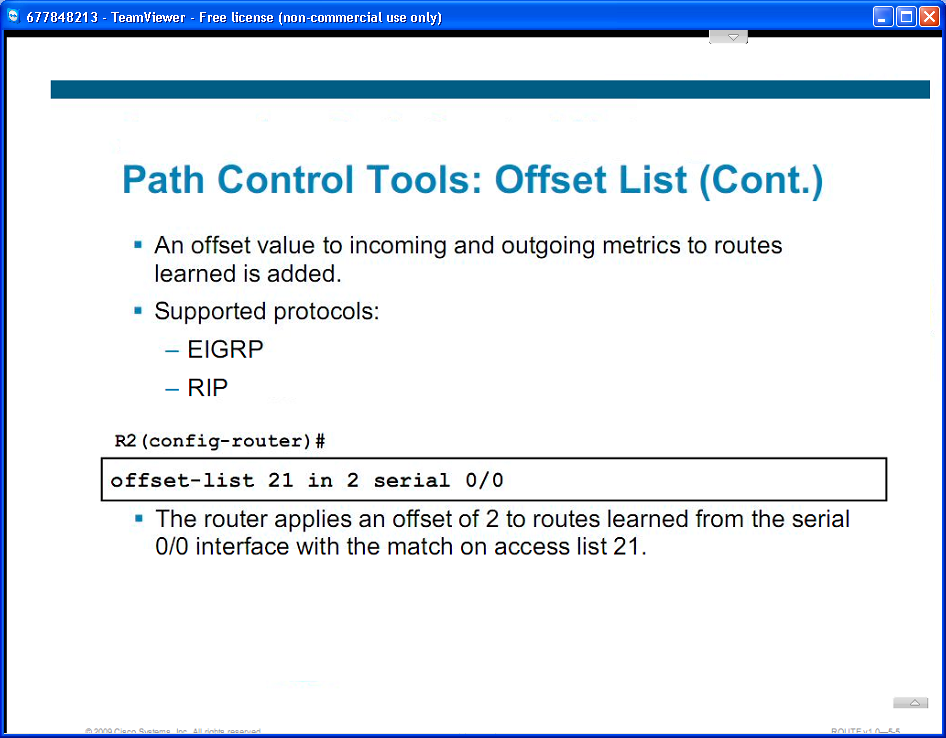 677848213 - TeamViewer - Free license (non-commercial use only)
Path Control Tools: Offset List (Cont.)
An offset value to incoming and outgoing metrics to routes
learned is added.
Supported protocols:
– EIGRP
– RIP
R2(config-router)#
offset-list 21 in 2 serial 0/0
The router applies an offset of 2 to routes learned from the serial
0/0 interface with the match on access list 21.
© 2009 Cisco Systems, Inc. All rights reserved.
ROUTE v1.0—5-5